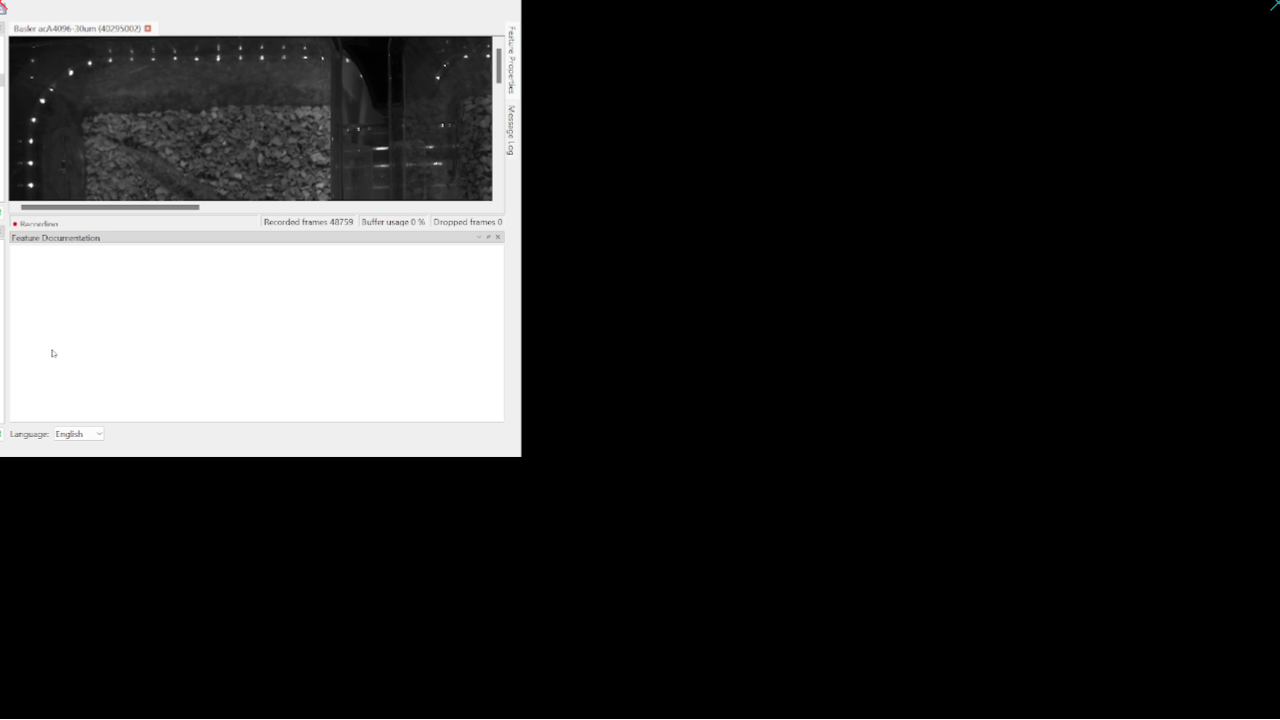 Basler acA4096-30um (40295002)
Feature Properties
Message Log
Recording
Recorded frames 48759
Buffer usage 0 %
Dropped frames 0
Feature Documentation
Language: English